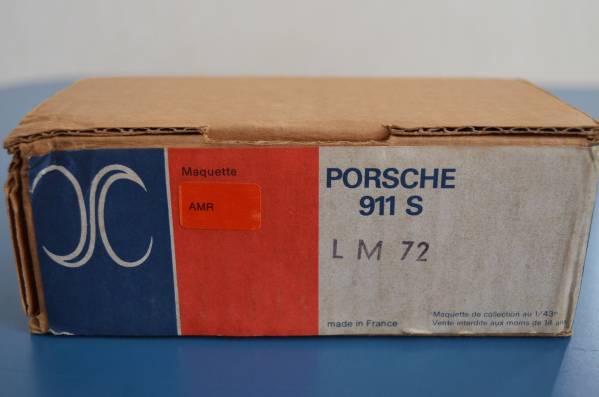 Maquette
AMR
PORSCHE
911 S
LM 72
made in France
Maquette de collection au 1/43e
Vente interdite aux moins de 14 ans